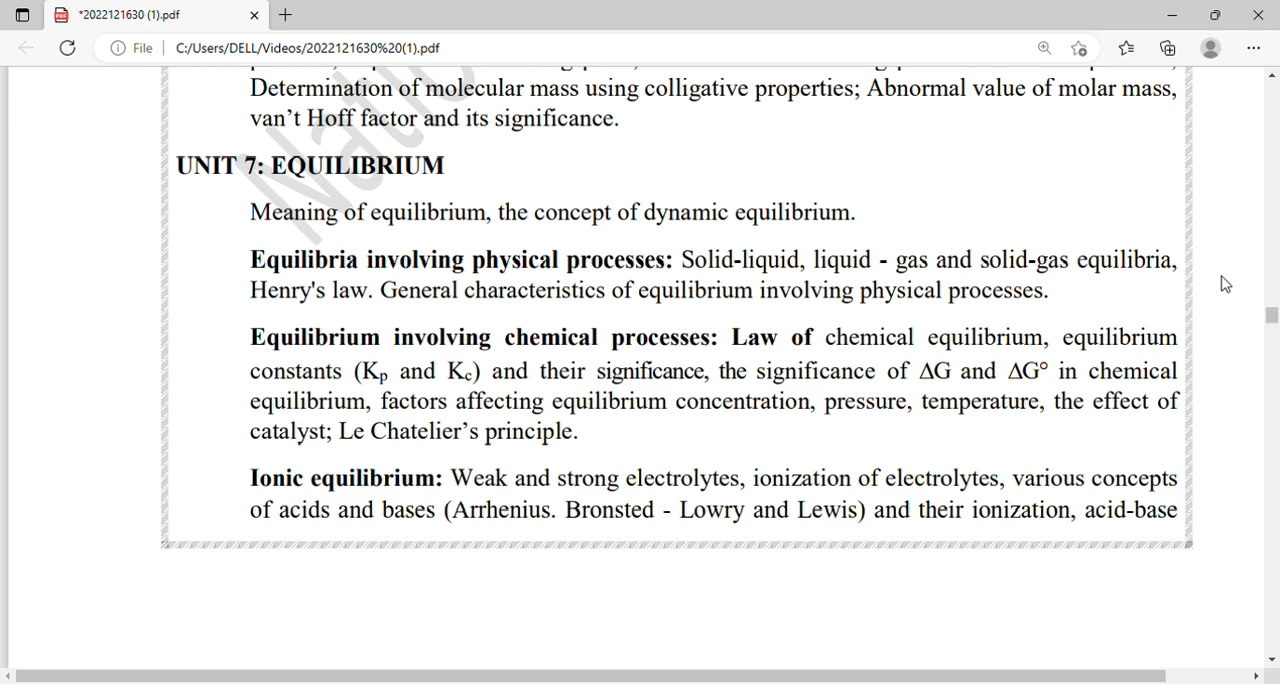 *2022121630 (1).pdf
File C:/Users/DELL/Videos/2022121630%20(1).pdf
Determination of molecular mass using colligative properties; Abnormal value of molar mass,
van’t Hoff factor and its significance.
UNIT 7: EQUILIBRIUM
Meaning of equilibrium, the concept of dynamic equilibrium.
Equilibria involving physical processes: Solid-liquid, liquid - gas and solid-gas equilibria,
Henry's law. General characteristics of equilibrium involving physical processes.
Equilibrium involving chemical processes: Law of chemical equilibrium, equilibrium
constants (Kp and Kc) and their significance, the significance of ΔG and ΔG° in chemical
equilibrium, factors affecting equilibrium concentration, pressure, temperature, the effect of
catalyst; Le Chatelier’s principle.
Ionic equilibrium: Weak and strong electrolytes, ionization of electrolytes, various concepts
of acids and bases (Arrhenius. Bronsted - Lowry and Lewis) and their ionization, acid-base